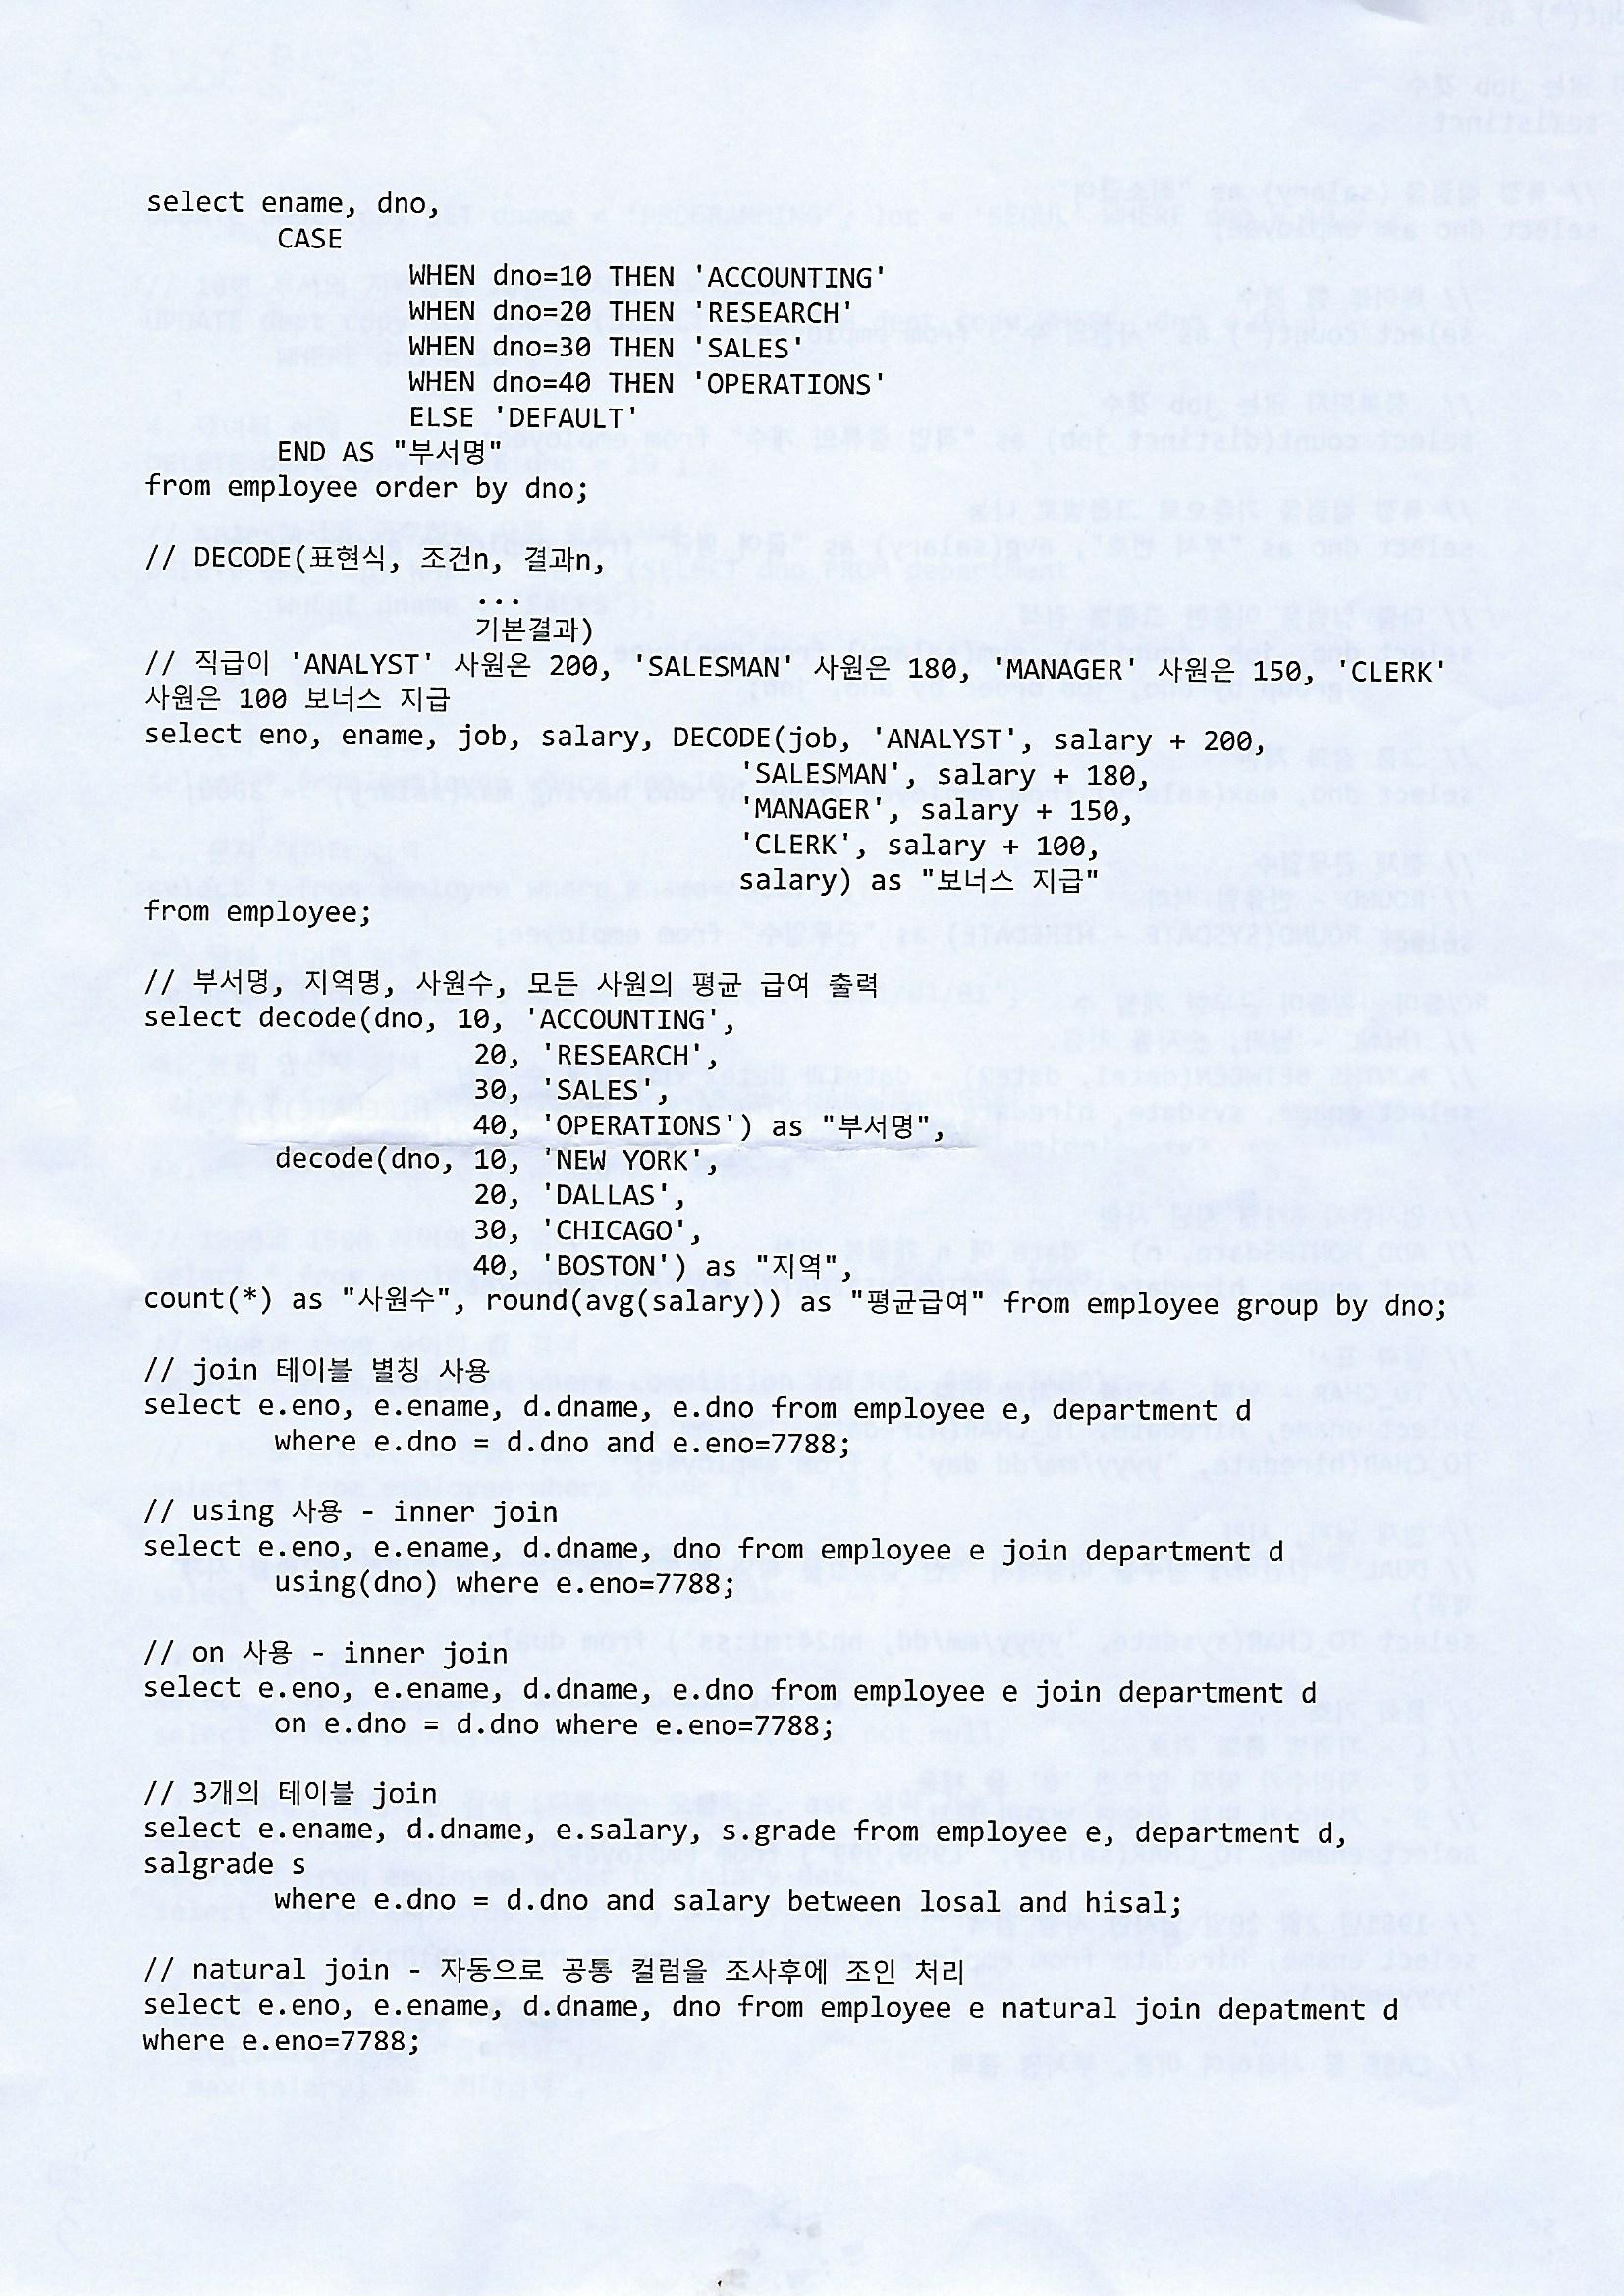 select ename, dno,
CASE
WHEN dno=10 THEN 'ACCOUNTING'
WHEN dno=20 THEN 'RESEARCH'
WHEN dno=30 THEN 'SALES'
WHEN dno=40 THEN 'OPERATIONS'
ELSE 'DEFAULT'
END AS "부서명"
from employee order by dno;
// DECODE(표현식, 조건n, 결과n,
...
기본결과)
// 직급이 'ANALYST' 사원은 200, 'SALESMAN' 사원은 180, 'MANAGER' 사원은 150, 'CLERK'
사원은 100 보너스 지급
select eno, ename, job, salary, DECODE(job, 'ANALYST', salary + 200,
'SALESMAN', salary + 180,
'MANAGER', salary + 150,
'CLERK', salary + 100,
salary) as "보너스 지급"
from employee;
// 부서명, 지역명, 사원수, 모든 사원의 평균 급여 출력
select decode(dno, 10, 'ACCOUNTING',
20, 'RESEARCH',
30, 'SALES',
40, 'OPERATIONS') as "부서명",
decode(dno, 10, 'NEW YORK',
20, 'DALLAS',
30, 'CHICAGO',
40, 'BOSTON') as "지역",
count(*) as "사원수", round(avg(salary)) as "평균급여" from employee group by dno;
// join 테이블 별칭 사용
select e.eno, e.ename, d.dname, e.dno from employee e, department d
where e.dno = d.dno and e.eno=7788;
// using 사용 - inner join
select e.eno, e.ename, d.dname, dno from employee e join department d
using(dno) where e.eno=7788;
// on 사용 - inner join
select e.eno, e.ename, d.dname, e.dno from employee e join department d
on e.dno = d.dno where e.eno=7788;
// 3개의 테이블 join
select e.ename, d.dname, e.salary, s.grade from employee e, department d,
salgrade s
where e.dno = d.dno and salary between losal and hisal;
// natural join - 자동으로 공통 컬럼을 조사후에 조인 처리
select e.eno, e.ename, d.dname, dno from employee e natural join depatment d
where e.eno=7788;